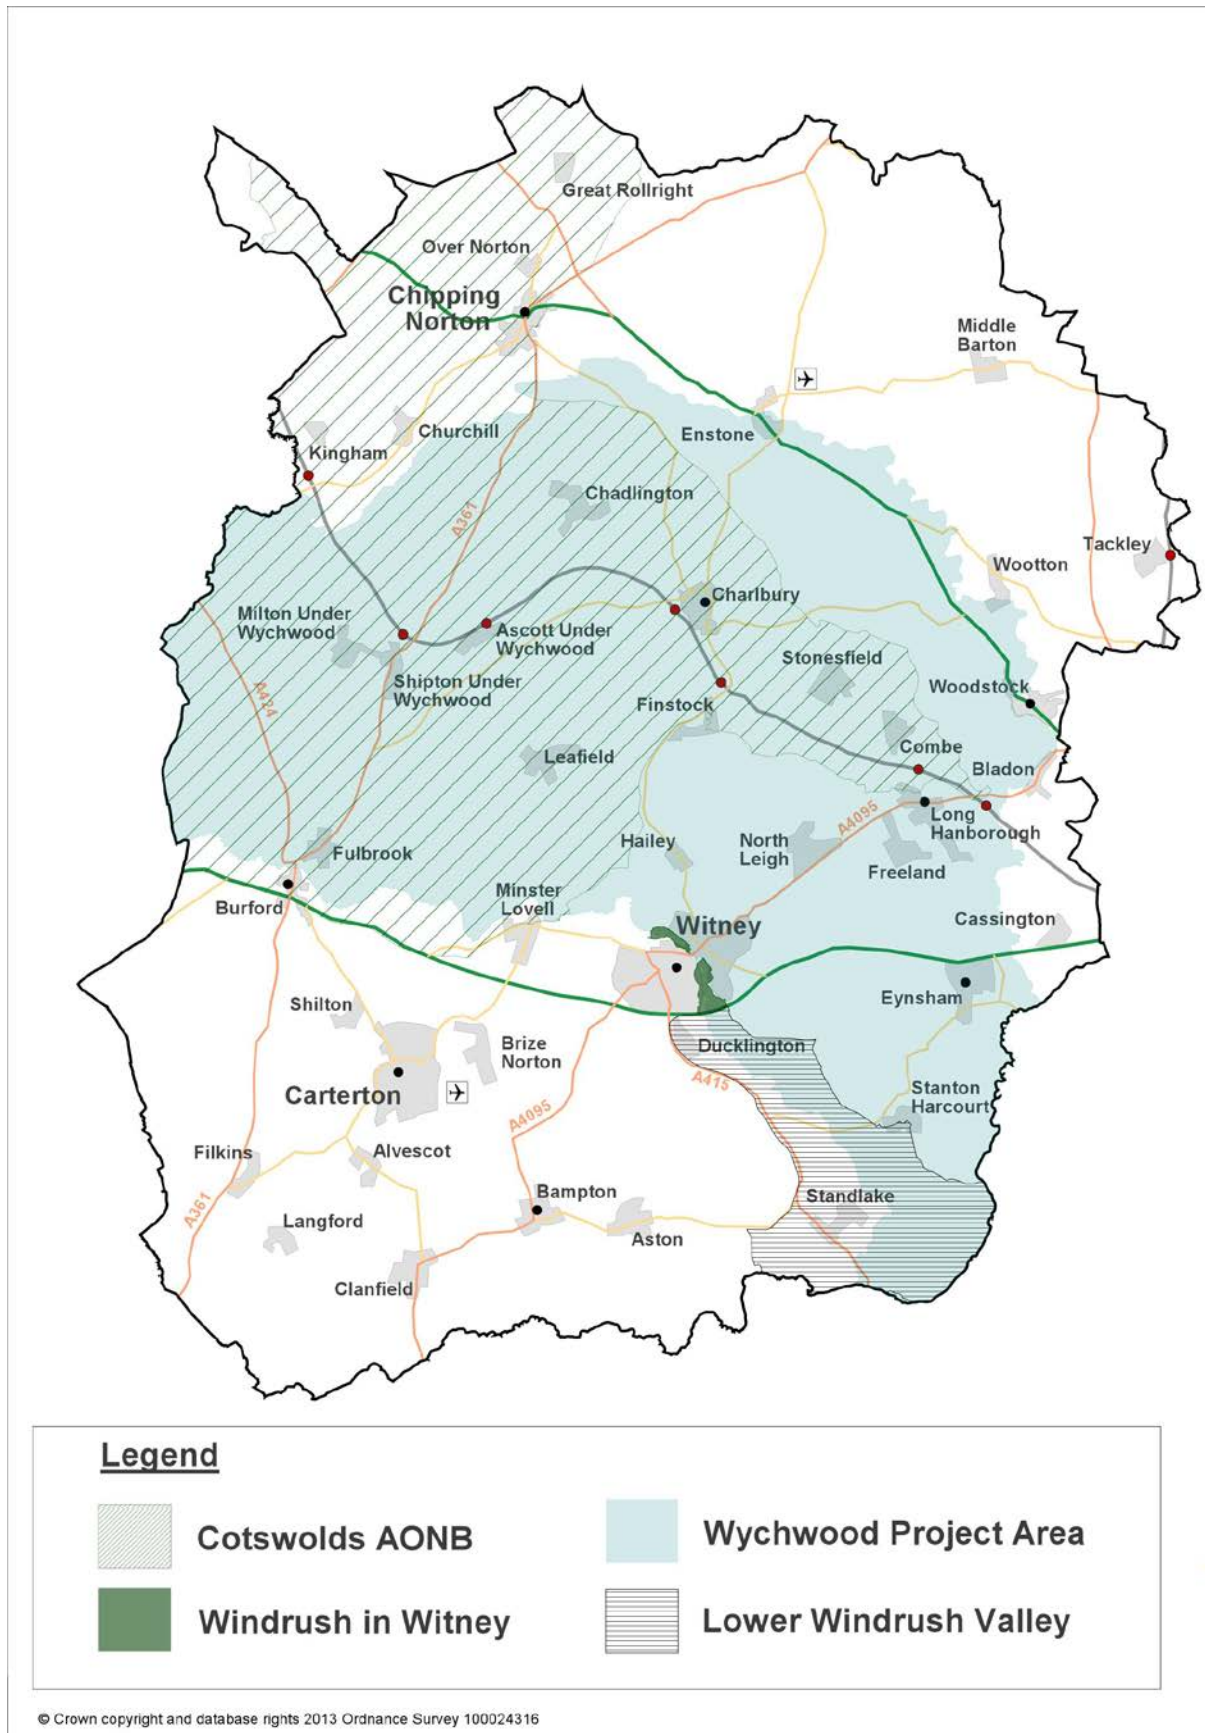 Great Rollright
Over Norton
Chipping
Norton
Middle
Barton
Enstone
Churchill
Kingham
Chadlington
A361
Tackley
Wootton
Charlbury
Milton Under
Wychwood
Ascott Under
Wychwood
Stonesfield
Shipton Under
Wychwood
A424
Finstock
Woodstock
Leafield
Combe
Bladon
A4095
Long
Hanborough
Hailey
North
Leigh
Fulbrook
Freeland
Burford
Minster
Lovell
Witney
Cassington
Eynsham
Shilton
Brize
Norton
Ducklington
Carterton
A415
Stanton
Harcourt
A4095
Filkins
Alvescot
A361
Bampton
Standlake
Langford
Aston
Clanfield
Legend
Cotswolds AONB
Wychwood Project Area
Windrush in Witney
Lower Windrush Valley
© Crown copyright and database rights 2013 Ordnance Survey 100024316